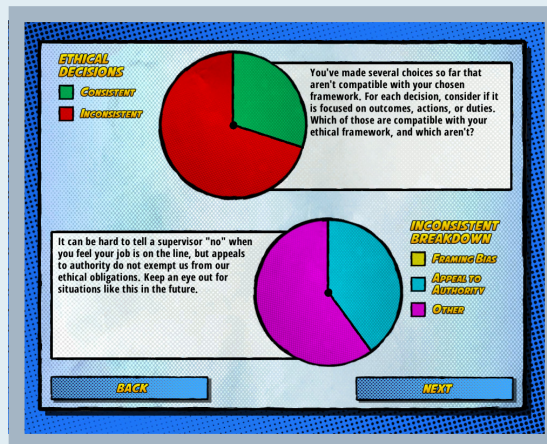 ETHICAL
DECISIONS
CONSISTENT
INCONSISTENT
You've made several choices so far that
aren't compatible with your chosen
framework. For each decision, consider if it
is focused on outcomes, actions, or duties.
Which of those are compatible with your
ethical framework, and which aren't?
It can be hard to tell a supervisor "no" when
you feel your job is on the line, but appeals
to authority do not exempt us from our
ethical obligations. Keep an eye out for
situations like this in the future.
INCONSISTENT
BREAKDOWN
FRAMING BIAS
APPEAL TO
AUTHORITY
OTHER
BACK
NEXT